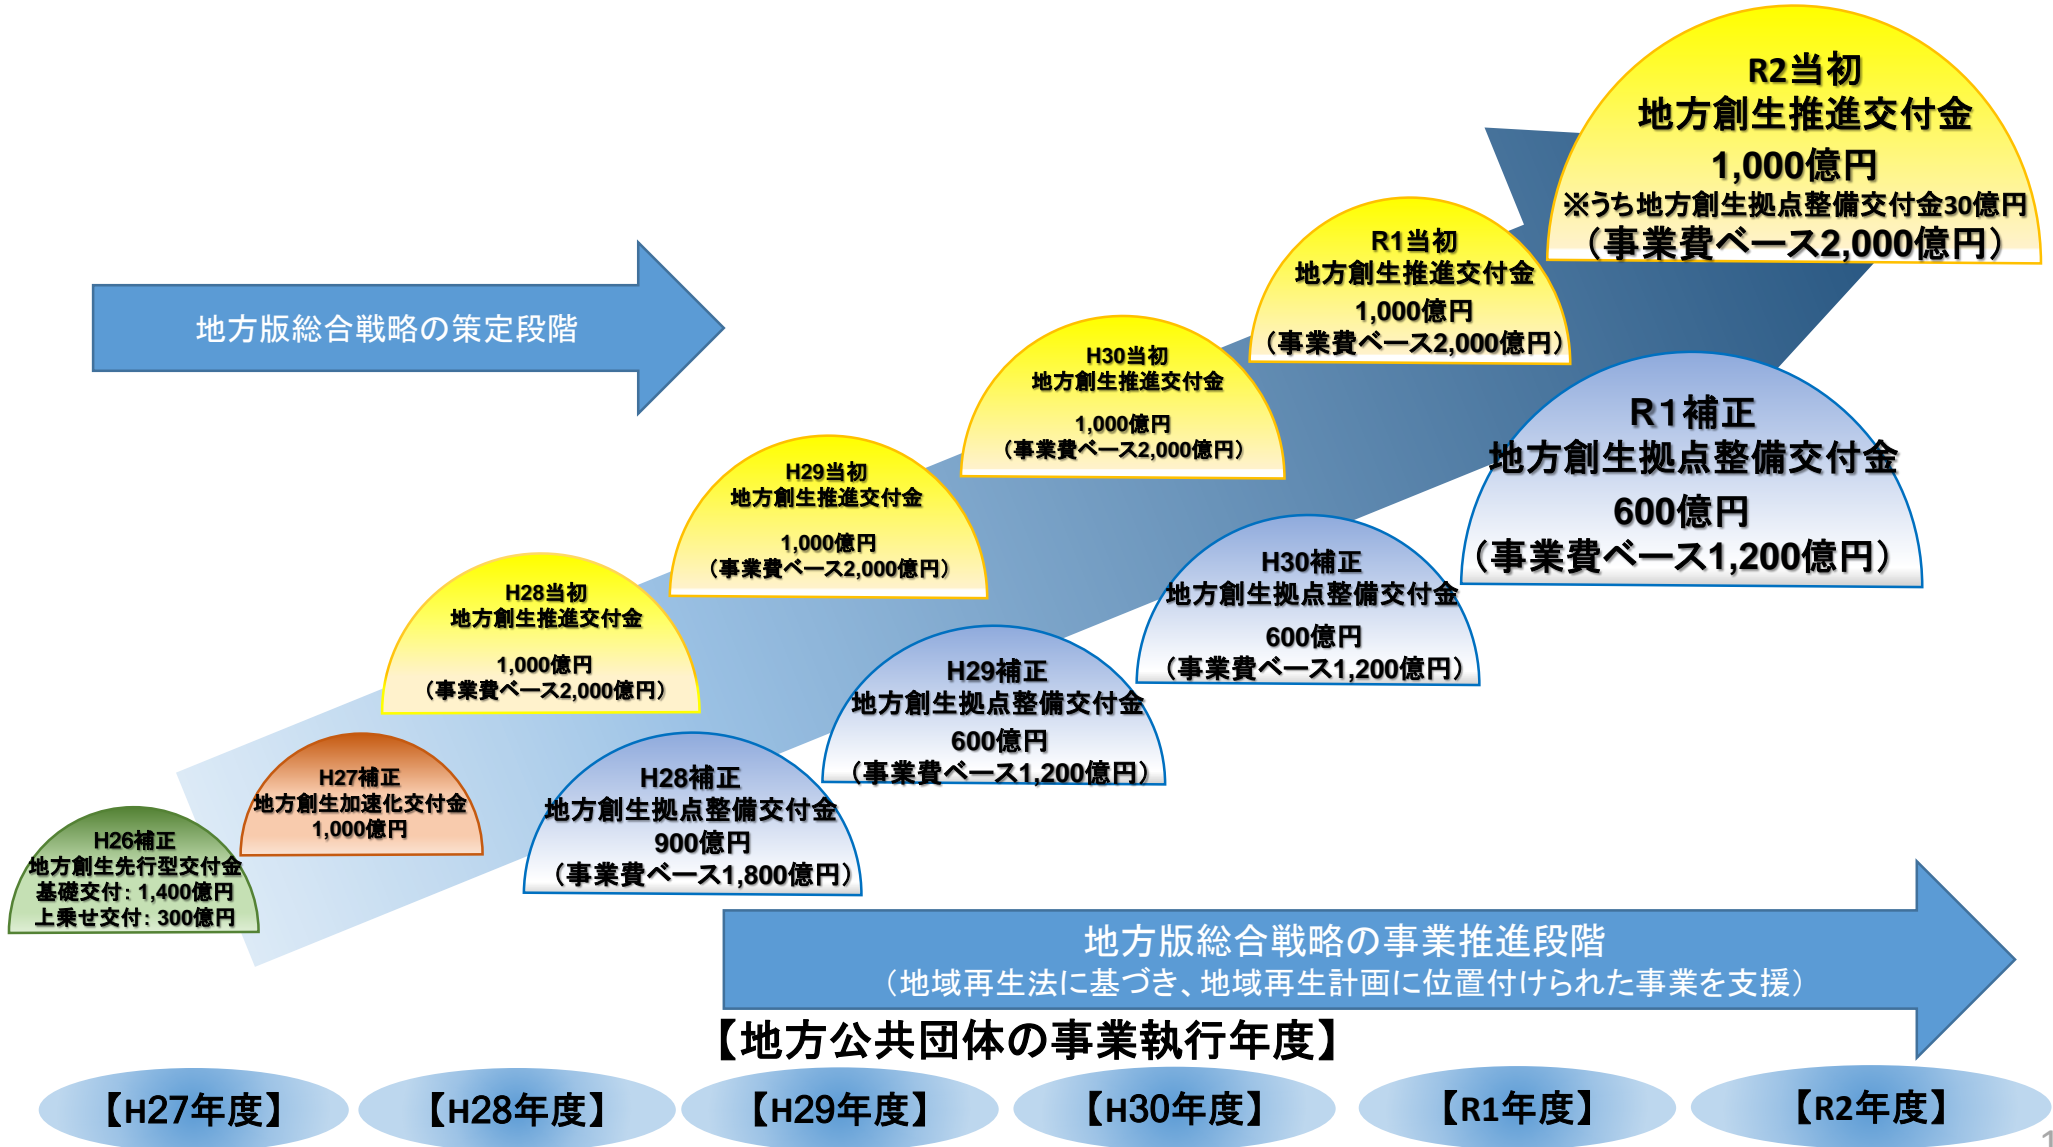 R2当初
地方創生推進交付金
1,000億円
※うち地方創生拠点整備交付金30億円
（事業費ベース2,000億円）
R1当初
地方創生推進交付金
1,000億円
（事業費ベース2,000億円）
地方版総合戦略の策定段階
H30当初
地方創生推進交付金
1,000億円
（事業費ベース2,000億円）
R1補正
地方創生拠点整備交付金
600億円
（事業費ベース1,200億円）
H29当初
地方創生推進交付金
1,000億円
（事業費ベース2,000億円）
H30補正
地方創生拠点整備交付金
600億円
（事業費ベース1,200億円）
H28当初
地方創生推進交付金
1,000億円
（事業費ベース2,000億円）
H29補正
地方創生拠点整備交付金
600億円
（事業費ベース1,200億円）
H27補正
地方創生加速化交付金
1,000億円
H28補正
地方創生拠点整備交付金
900億円
（事業費ベース1,800億円）
H26補正
地方創生先行型交付金
基礎交付：1,400億円
上乗せ交付：300億円
地方版総合戦略の事業推進段階
（地域再生法に基づき、地域再生計画に位置付けられた事業を支援）
【地方公共団体の事業執行年度】
【H27年度】
【H28年度】
【H29年度】
【H30年度】
【R1年度】
【R2年度】
1